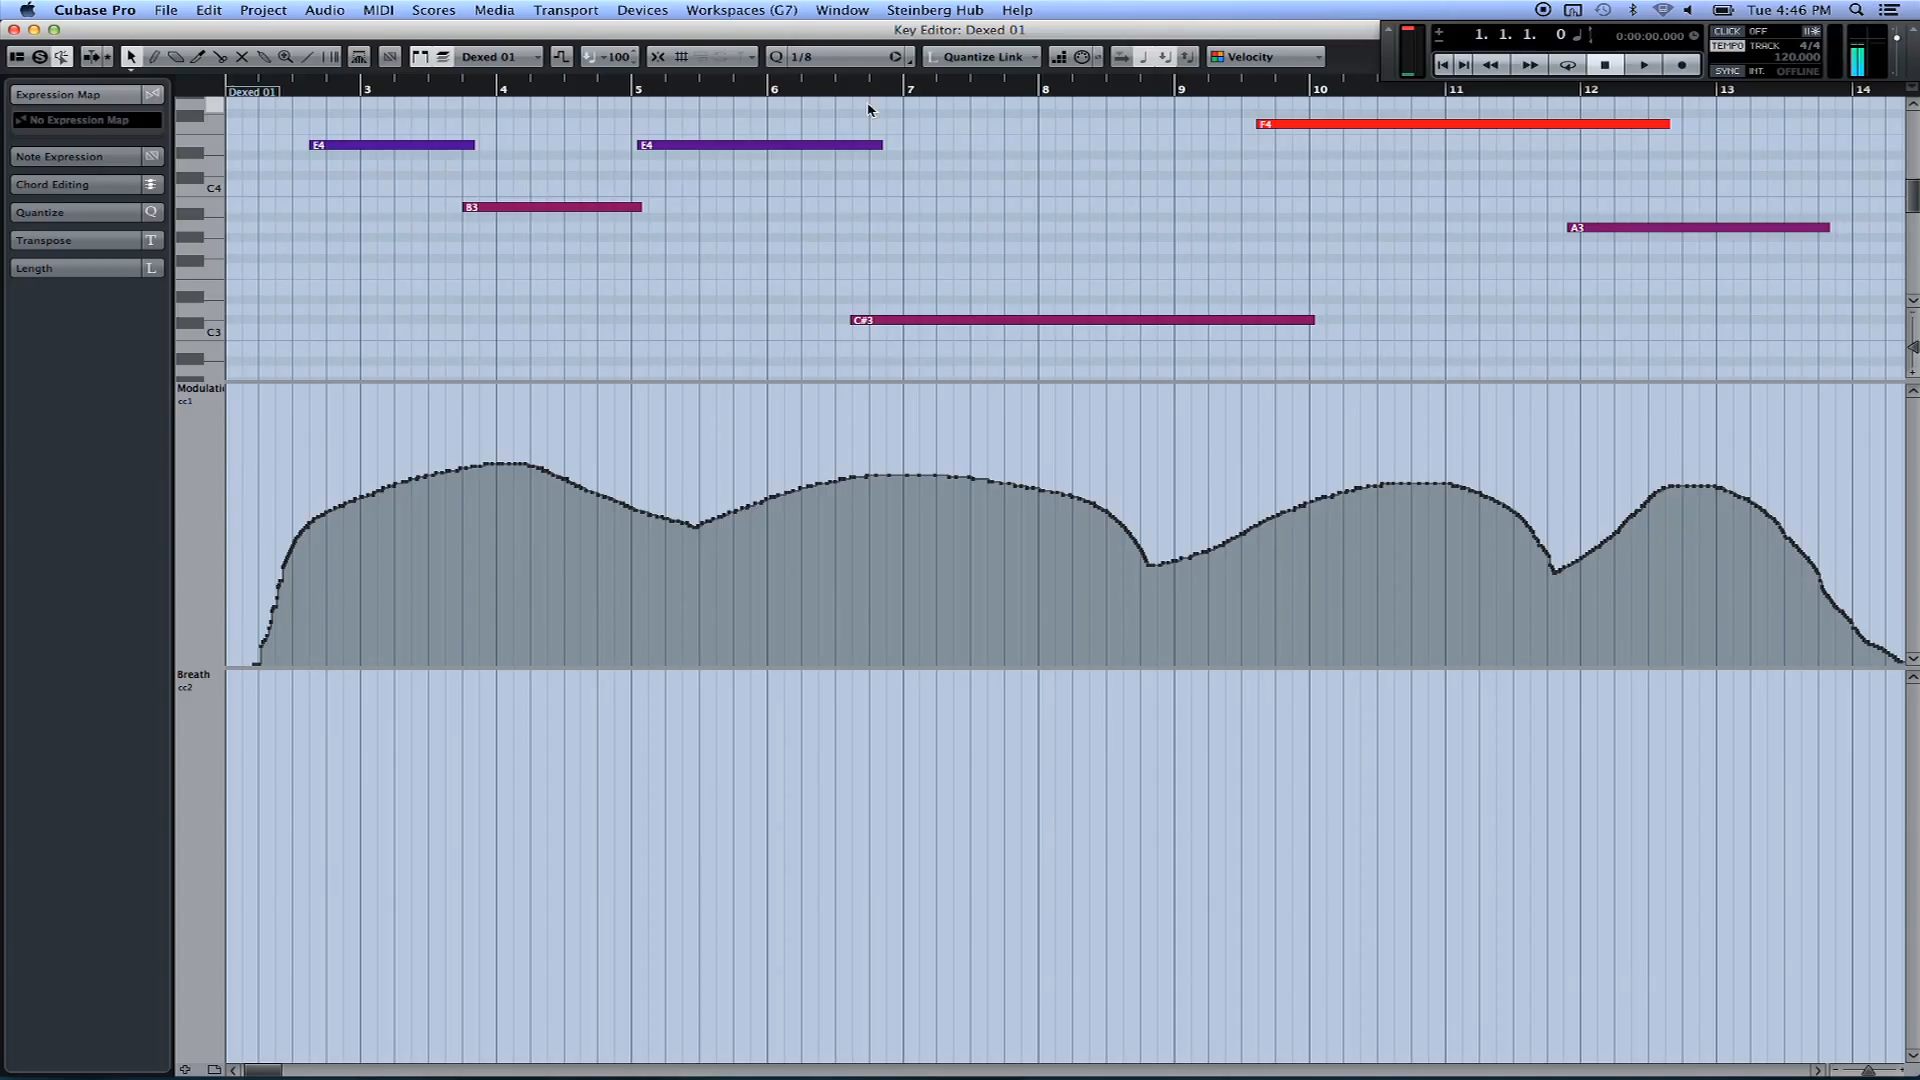 Cubase Pro File Edit Project Audio MIDI Scores Media Transport Devices Workspaces (G7) Window Steinberg Hub Help Tue 4:46 PM
Key Editor: Dexed 01
Dexed 01 100 Q 1/8 Quantize Link Velocity
1. 1. 1. 0 0:00:00.000
CLICK OFF
TEMPO TRACK 4/4
120.000
SYNC INT. OFFLINE
Dexed 01 3 4 5 6 7 8 9 10 11 12 13 14
Expression Map
No Expression Map
Note Expression
Chord Editing
Quantize Q
Transpose T
Length L
F4
E4 E4
C4
B3
A3
C#3
C3
Modulati
cc1
Breath
cc2